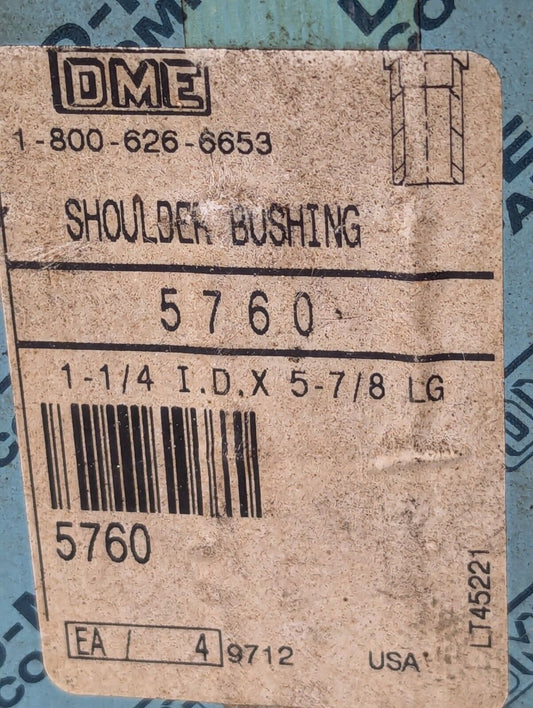 DME
1-800-626-6653
SHOULDER BUSHING
5760
1-1/4 I.D.X 5-7/8 LG
5760
LT45221
EA / 4 9712 USA